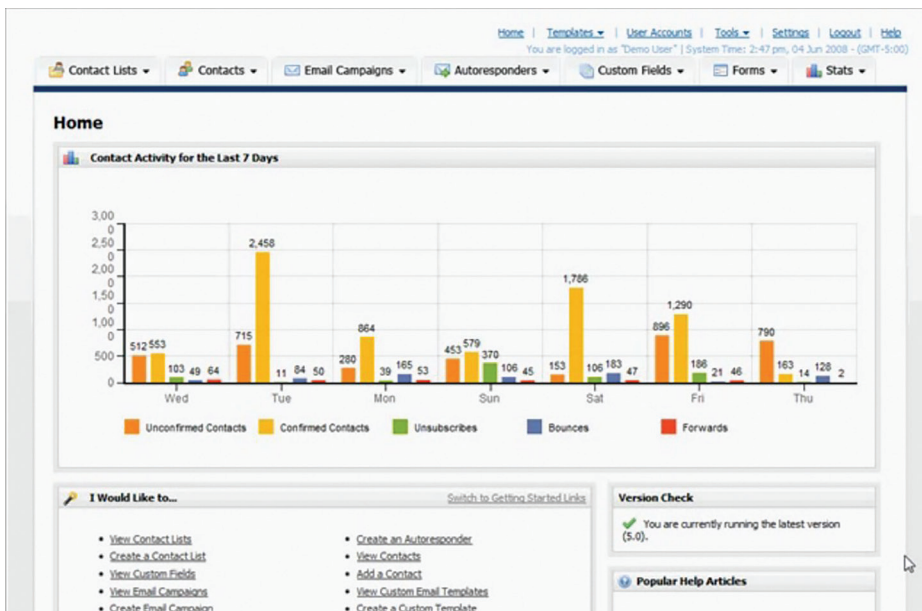 Home | Templates | User Accounts | Tools | Settings | Logout | Help
You are logged in as "Demo User" | System Time: 2:47 pm, 04 Jun 2008 - (GMT-5:00)
Contact Lists Contacts Email Campaigns Autoresponders Custom Fields Forms Stats
Home
Contact Activity for the Last 7 Days
3,00
0
2,50
0
2,00
0
1,50
0
1,00
0
500
0
512 553 103 49 64
715 2,458 11 84 50
280 864 39 165 53
453 579 370 106 45
153 1,786 106 183 47
896 1,290 186 21 46
790 163 14 128 2
Wed Tue Mon Sun Sat Fri Thu
Unconfirmed Contacts Confirmed Contacts Unsubscribes Bounces Forwards
I Would Like to... Switch to Getting Started Links
• View Contact Lists
• Create a Contact List
• View Custom Fields
• View Email Campaigns
• Create Email Campaign
• Create an Autoresponder
• View Contacts
• Add a Contact
• View Custom Email Templates
• Create a Custom Template
Version Check
You are currently running the latest version
(5.0).
Popular Help Articles